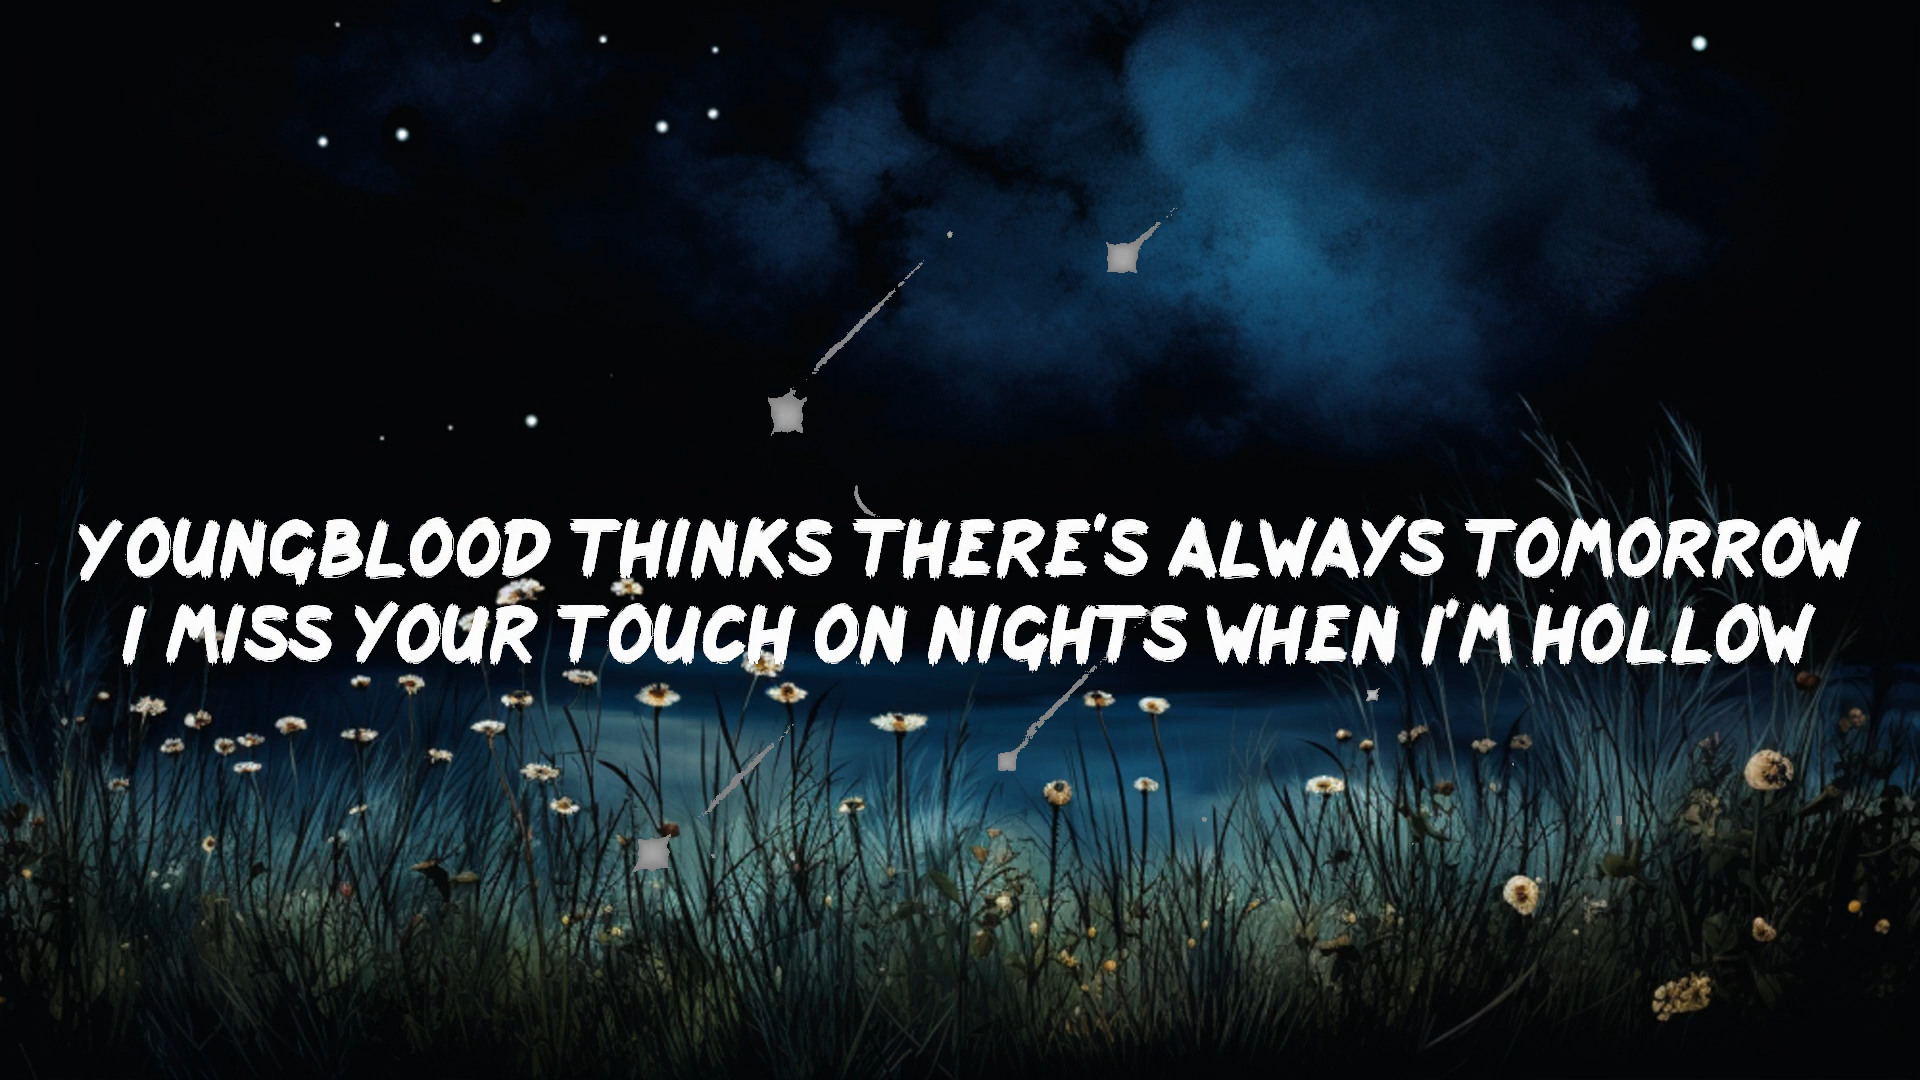 YOUNGBLOOD THINKS THERE'S ALWAYS TOMORROW
I MISS YOUR TOUCH ON NIGHTS WHEN I'M HOLLOW